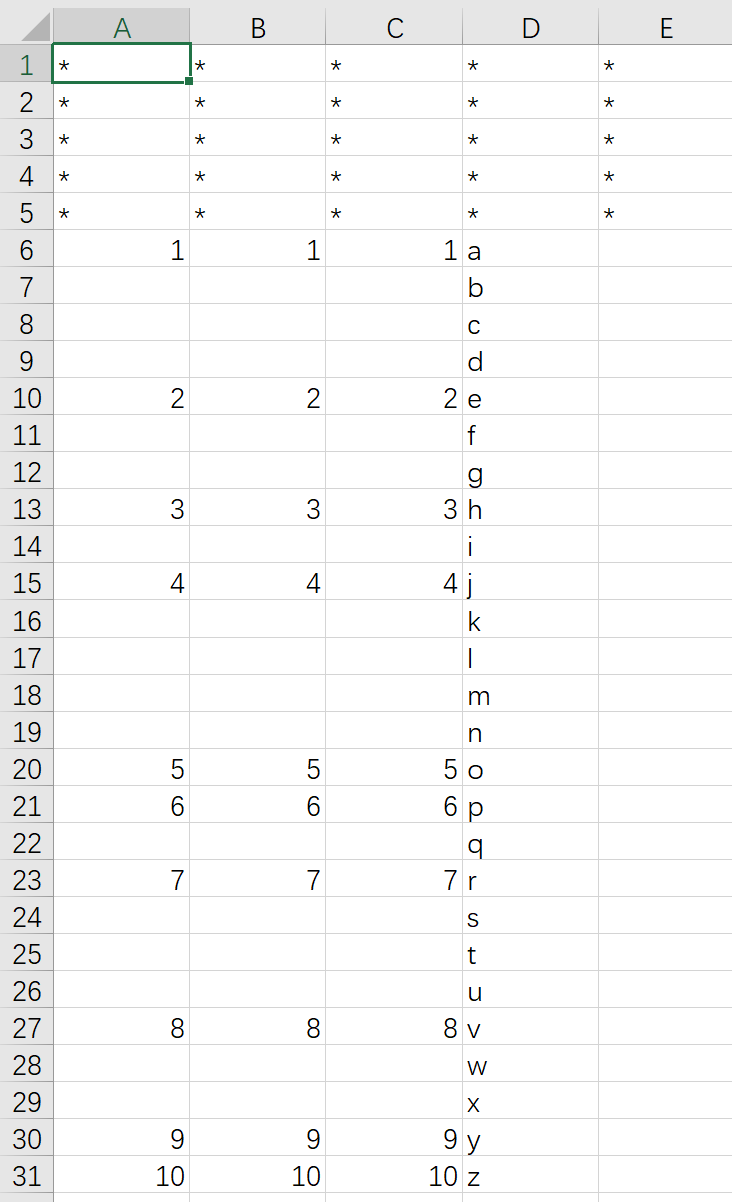 A B C D E
1 * * * * *
2 * * * * *
3 * * * * *
4 * * * * *
5 * * * * *
6 1 1 1 a
7 b
8 c
9 d
10 2 2 2 e
11 f
12 g
13 3 3 3 h
14 i
15 4 4 4 j
16 k
17 l
18 m
19 n
20 5 5 5 o
21 6 6 6 p
22 q
23 7 7 7 r
24 s
25 t
26 u
27 8 8 8 v
28 w
29 x
30 9 9 9 y
31 10 10 10 z